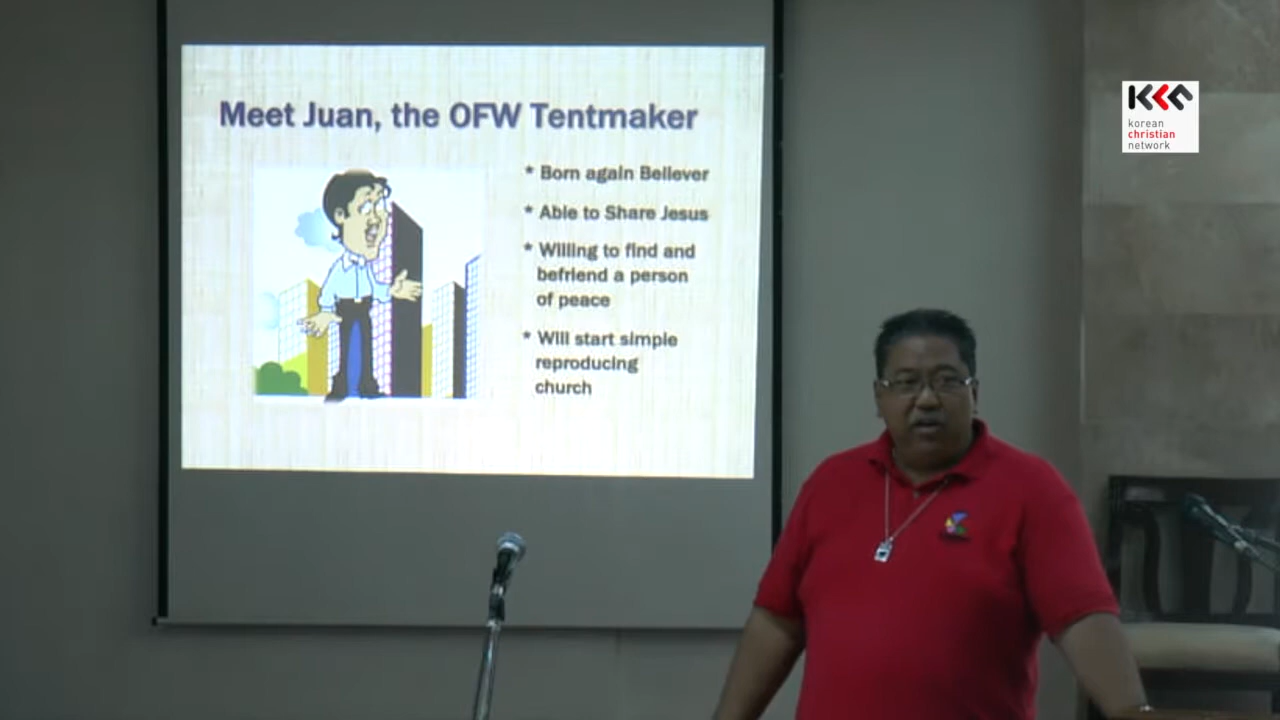 Meet Juan, the OFW Tentmaker
* Born again Believer
* Able to Share Jesus
* Willing to find and
befriend a person
of peace
* Will start simple
reproducing
church
kcn
korean
christian
network